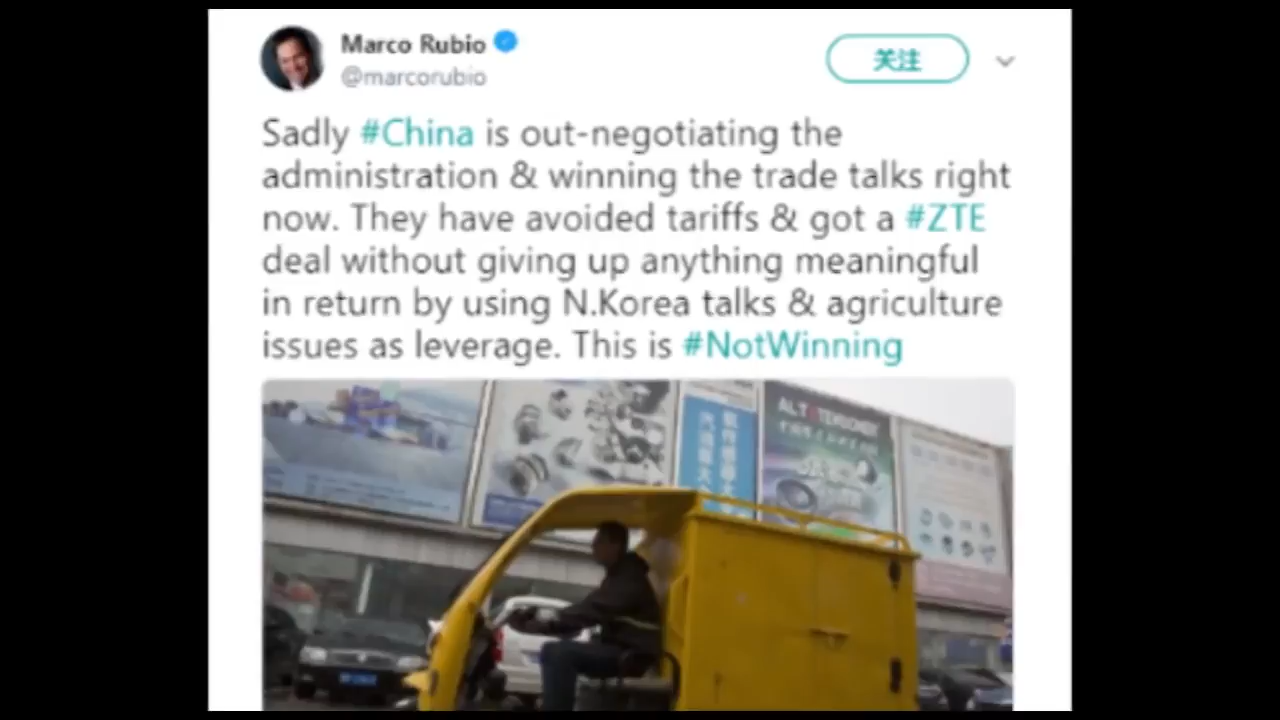 Marco Rubio
@marcorubio
关注
Sadly #China is out-negotiating the
administration & winning the trade talks right
now. They have avoided tariffs & got a #ZTE
deal without giving up anything meaningful
in return by using N.Korea talks & agriculture
issues as leverage. This is #NotWinning